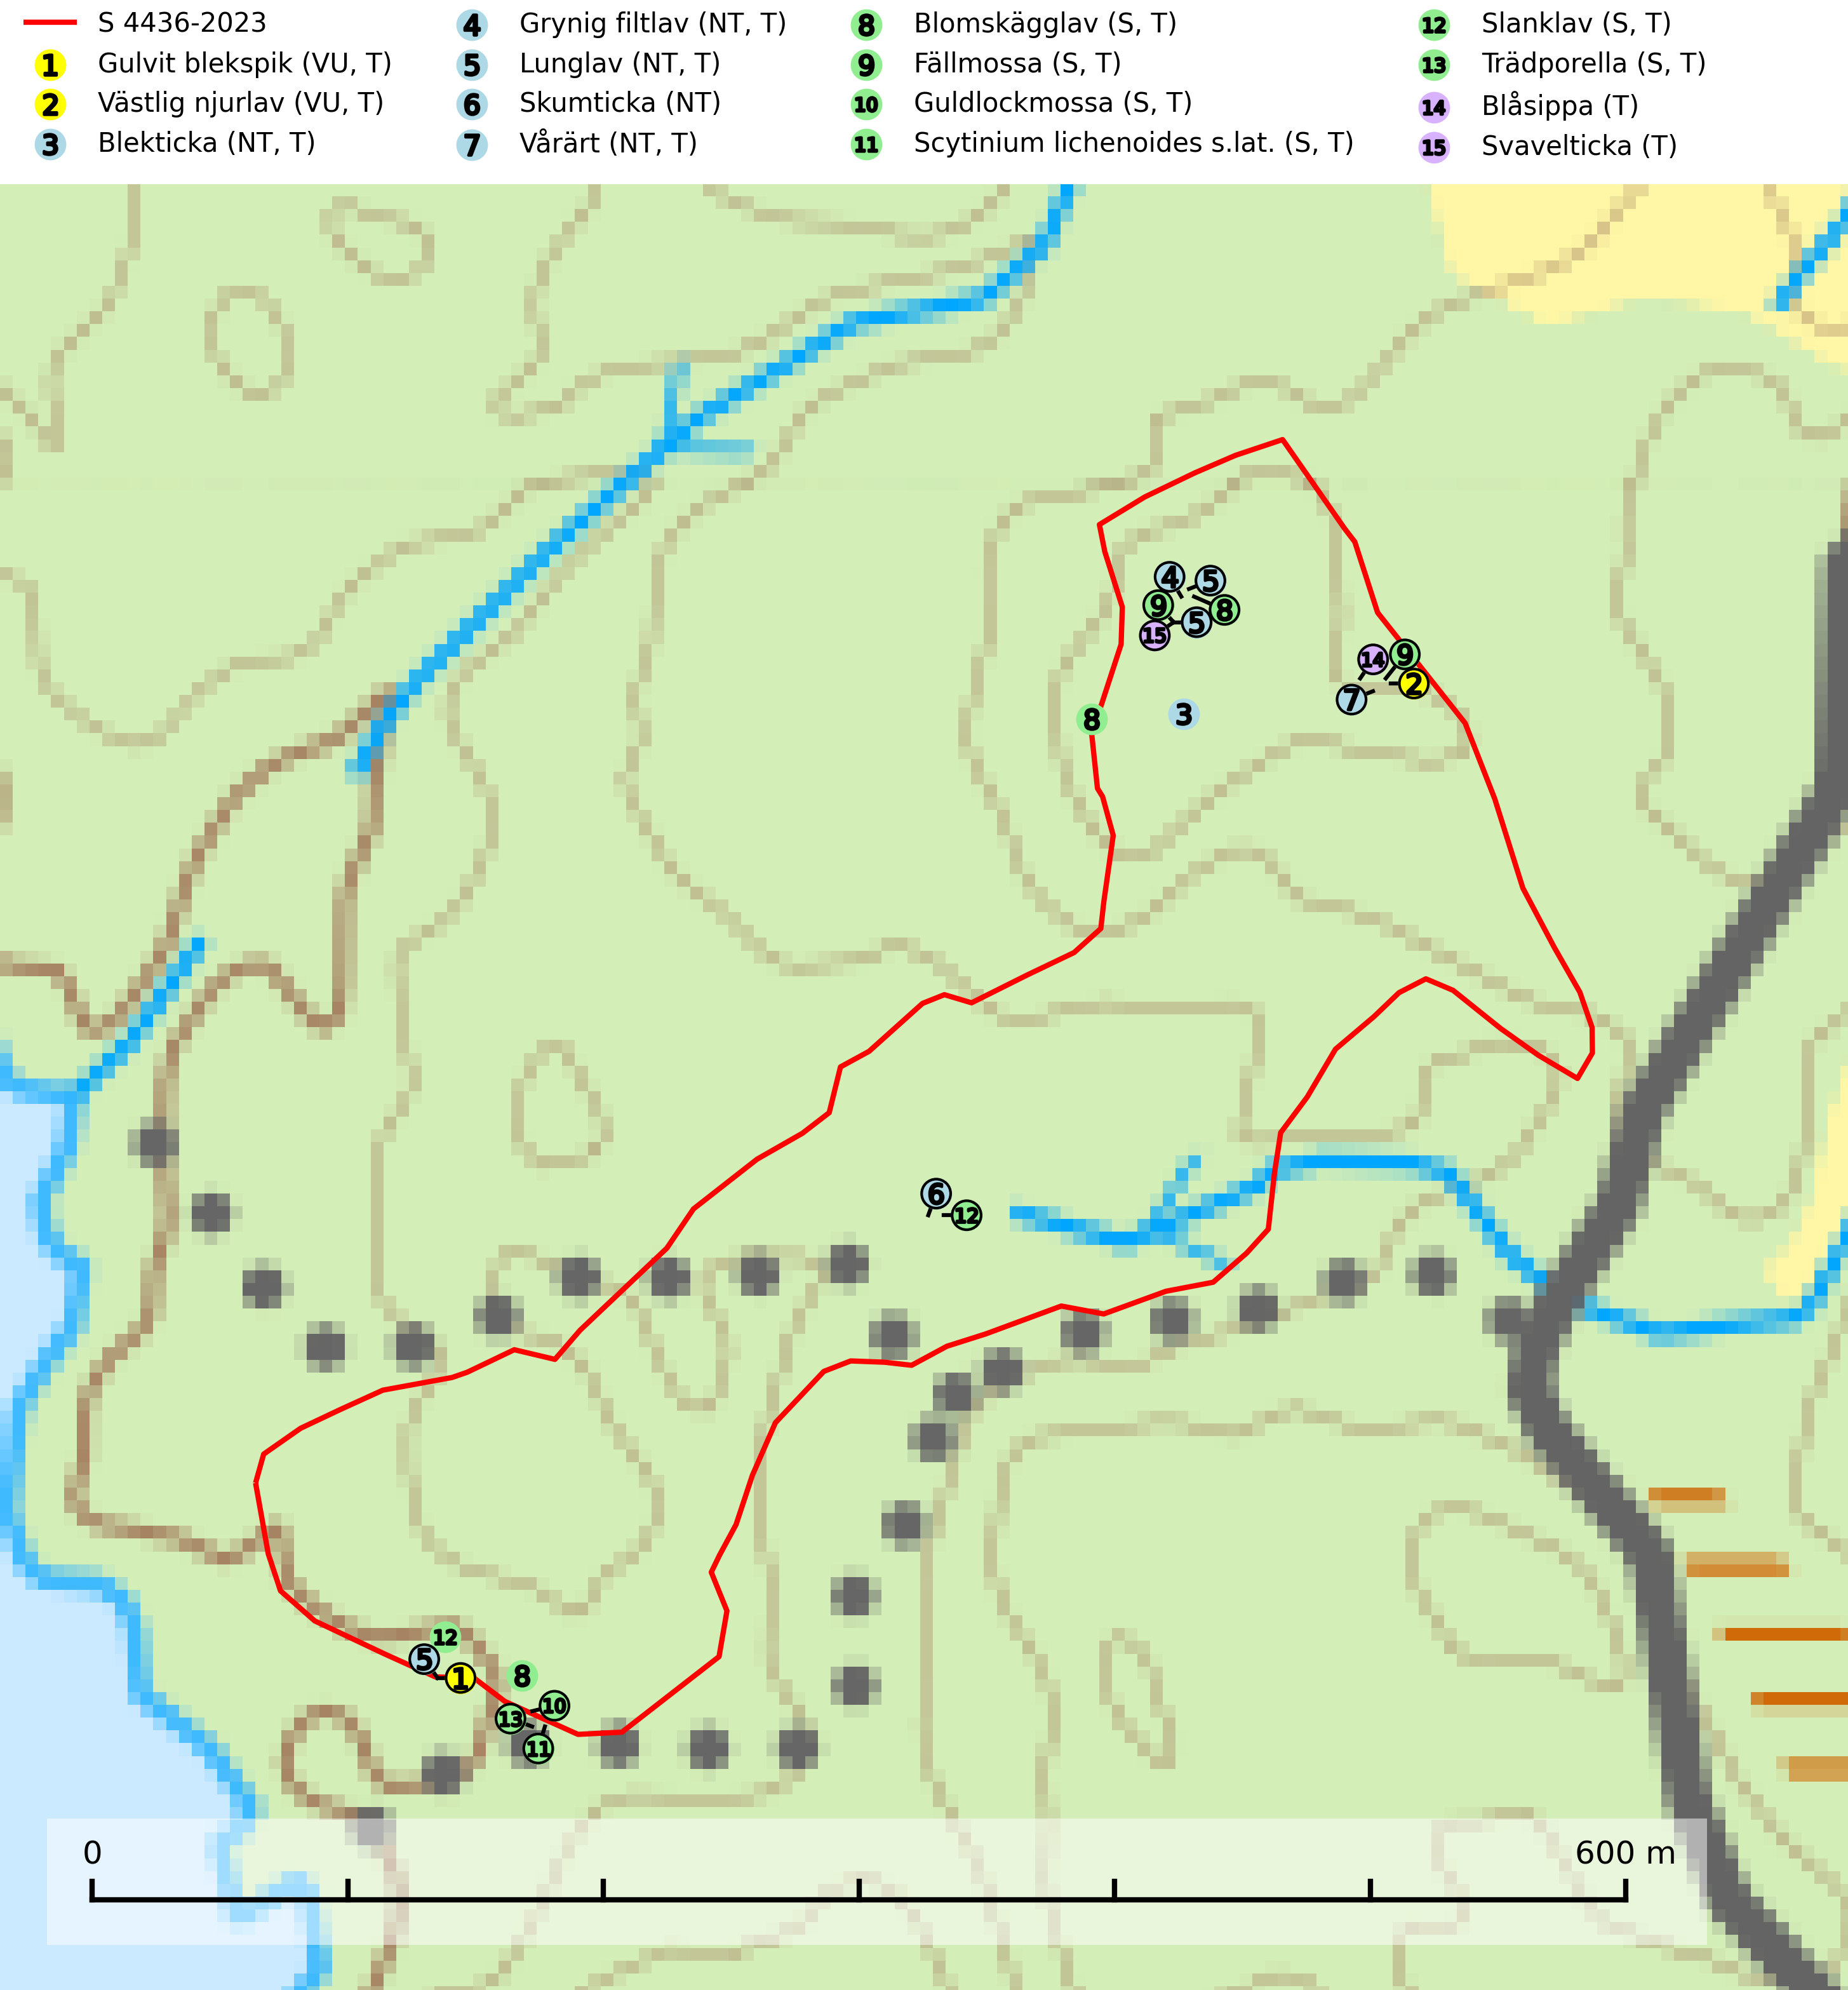 S 4436-2023
1 Gulvit blekspik (VU, T)
2 Västlig njurlav (VU, T)
3 Blekticka (NT, T)
4 Grynig filtlav (NT, T)
5 Lunglav (NT, T)
6 Skumticka (NT)
7 Vårärt (NT, T)
8 Blomskägglav (S, T)
9 Fällmossa (S, T)
10 Guldlockmossa (S, T)
11 Scytinium lichenoides s.lat. (S, T)
12 Slanklav (S, T)
13 Trädporella (S, T)
14 Blåsippa (T)
15 Svavelticka (T)
4 5
9 8
15 5
14 9
7 2
8 3
6
12
12
5 1
8
13 10
11
0 600 m